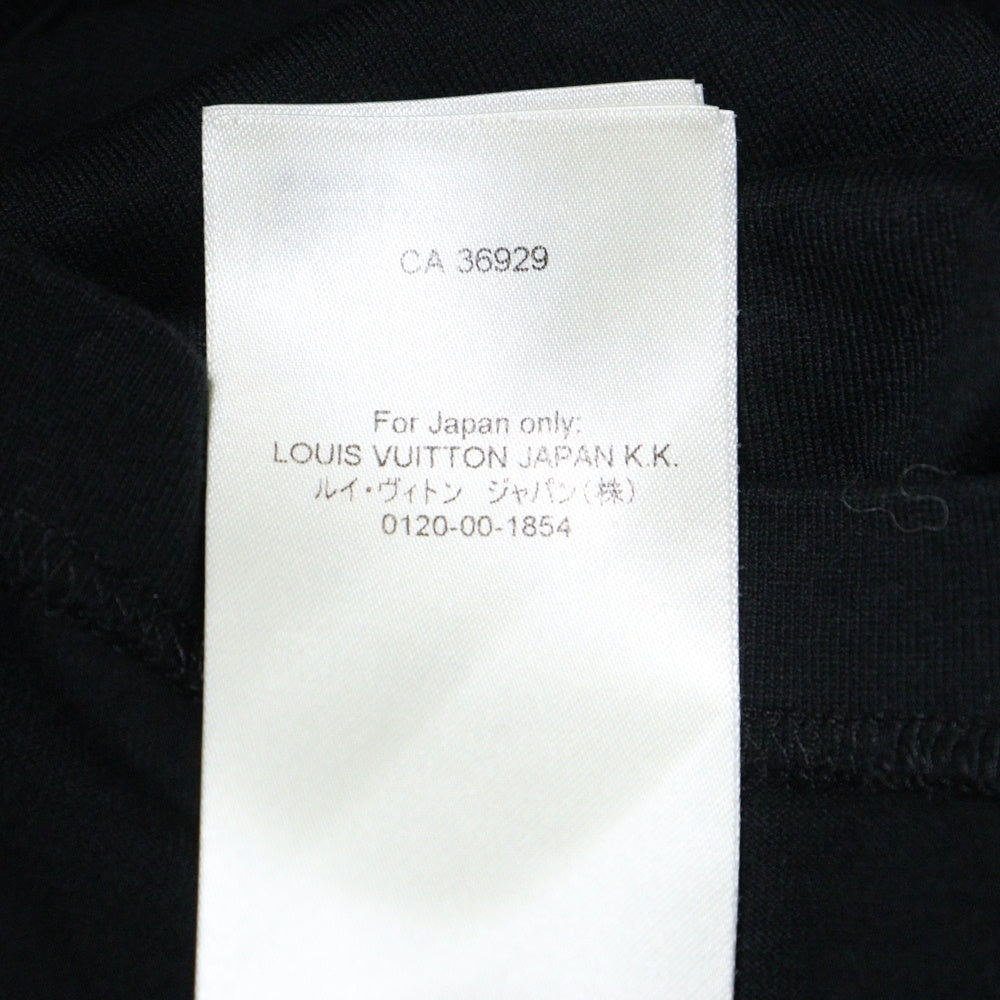 CA 36929
For Japan only:
LOUIS VUITTON JAPAN K.K.
ルイ・ヴィトン ジャパン(株)
0120-00-1854